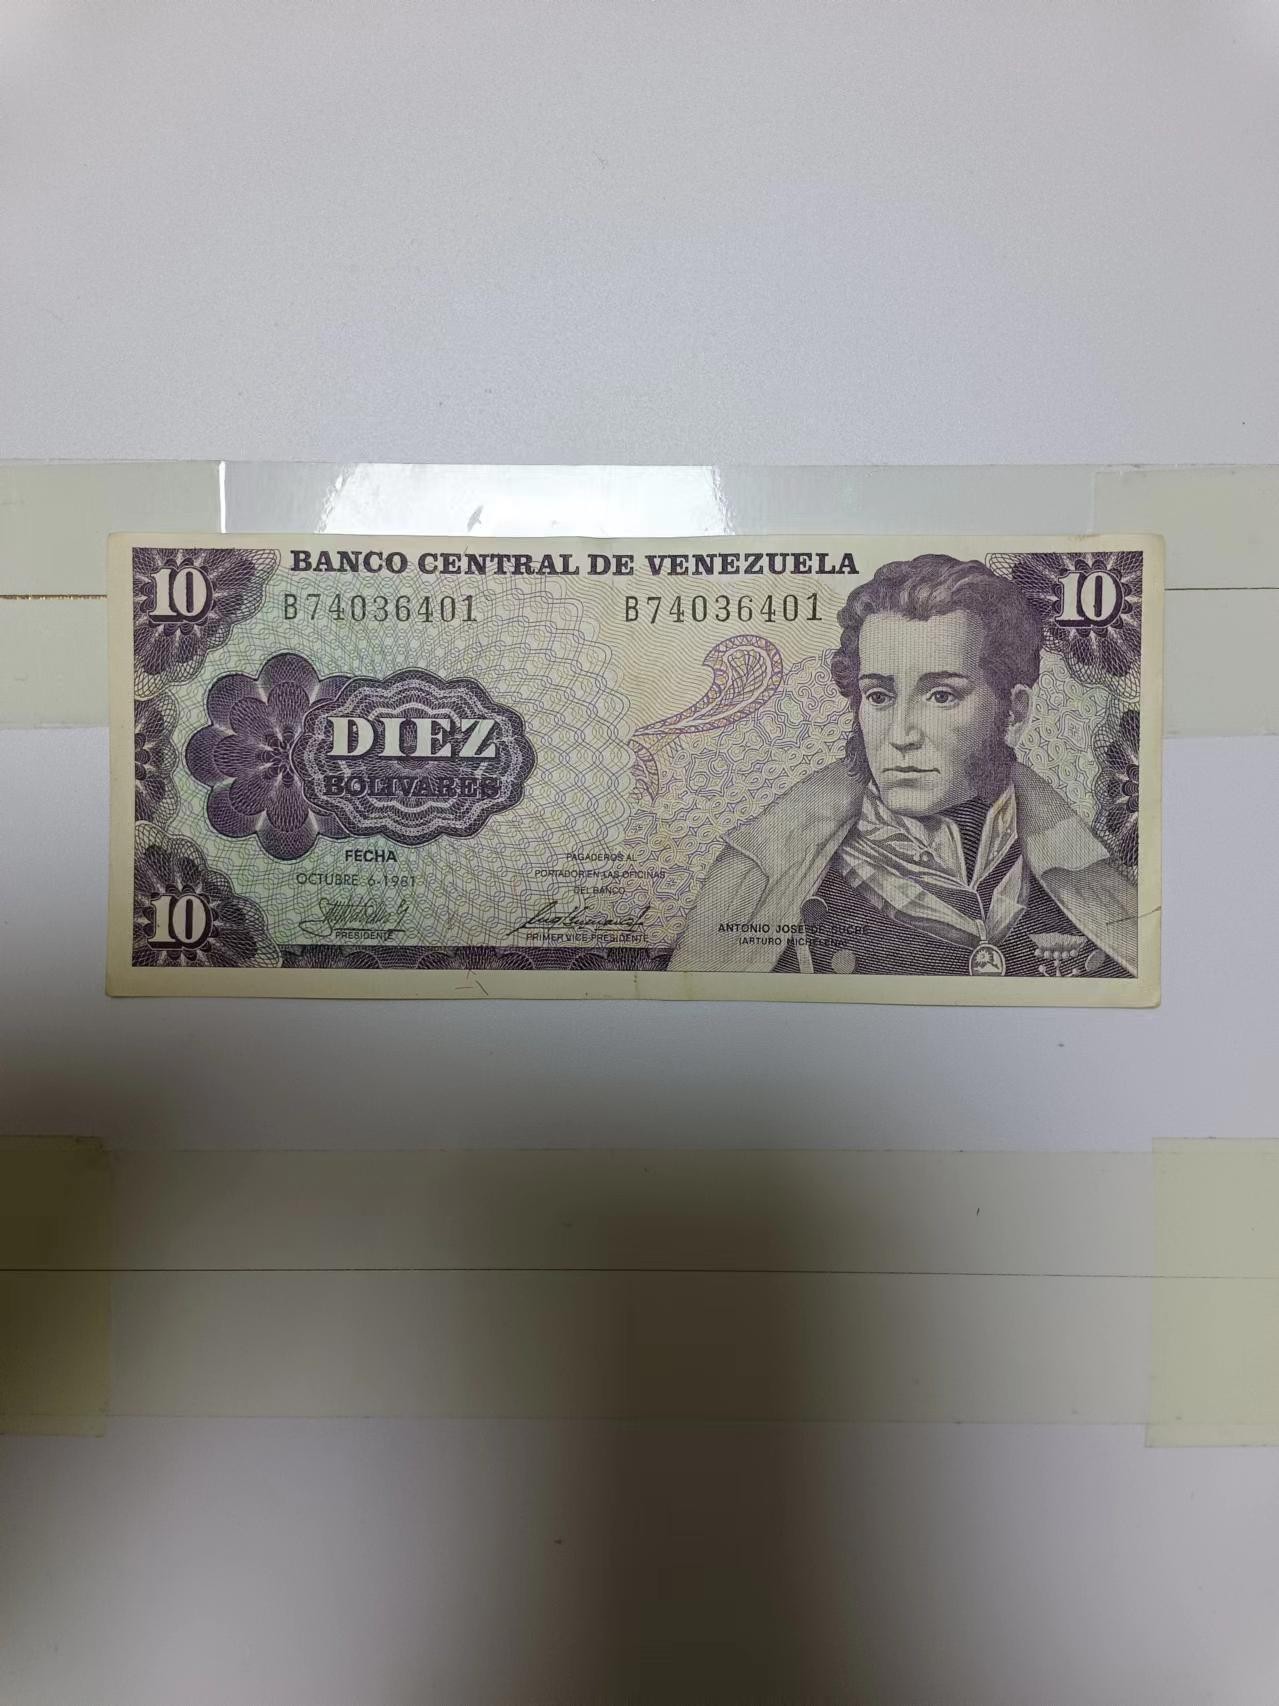 BANCO CENTRAL DE VENEZUELA
10
10
B74036401
B74036401
DIEZ
BOLIVARES
FECHA
OCTUBRE 6-1981
PAGADEROS AL
PORTADOR EN LAS OFICINAS
DEL BANCO
PRESIDENTE
PRIMER VICE-PRESIDENTE
ANTONIO JOSE DE SUCRE
(ARTURO MICHELENA)
10